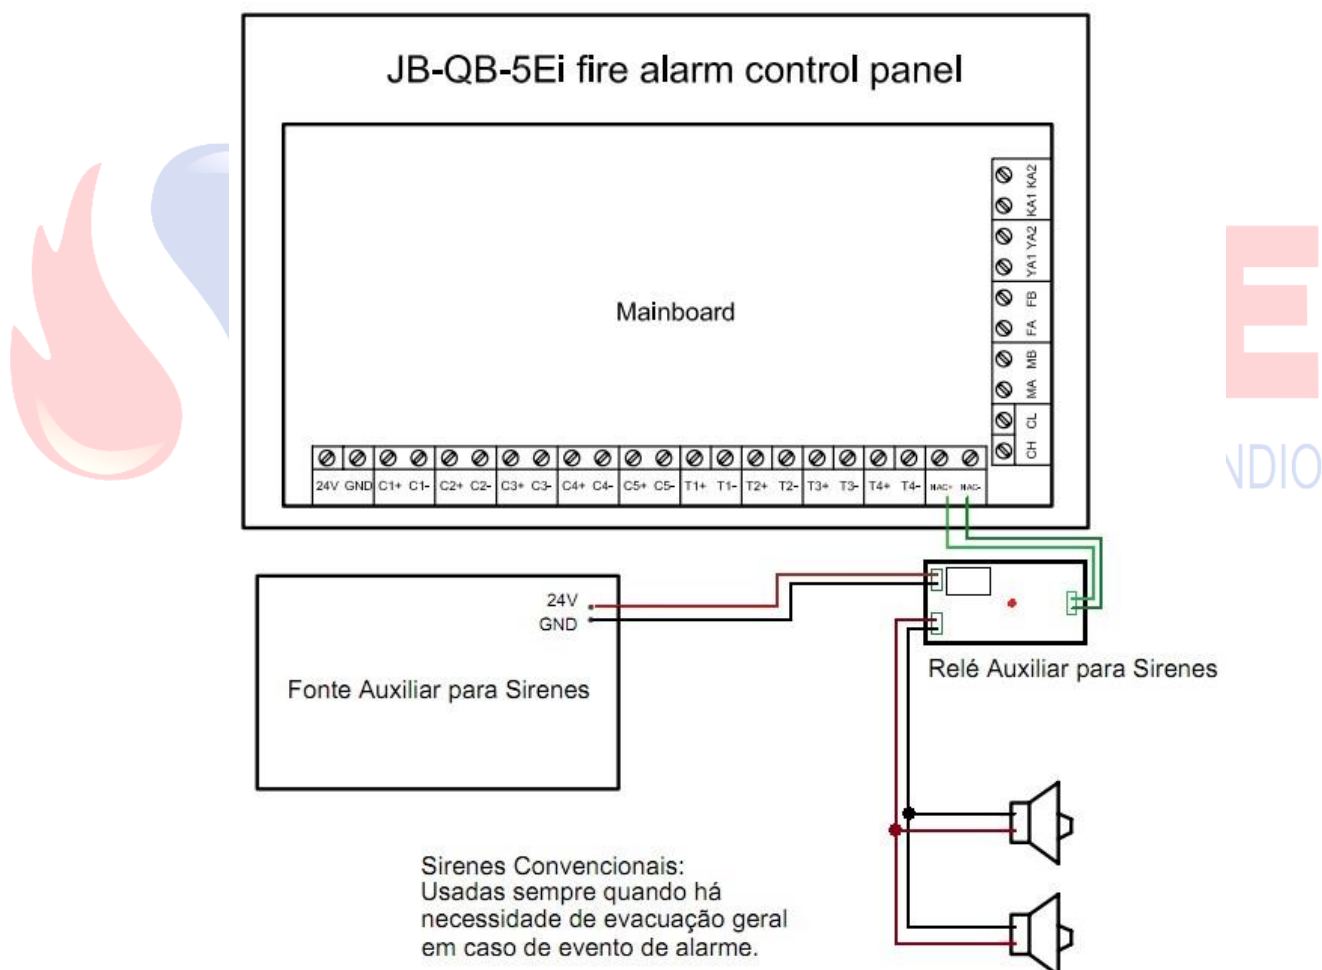 JB-QB-5Ei fire alarm control panel
Mainboard
KA1 KA2
YA1 YA2
FA FB
MA MB
CH CL
24V GND C1+ C1- C2+ C2- C3+ C3- C4+ C4- C5+ C5- T1+ T1- T2+ T2- T3+ T3- T4+ T4- NAC+ NAC-
E
NDIO
24V
GND
Fonte Auxiliar para Sirenes
Relé Auxiliar para Sirenes
Sirenes Convencionais:
Usadas sempre quando há
necessidade de evacuação geral
em caso de evento de alarme.